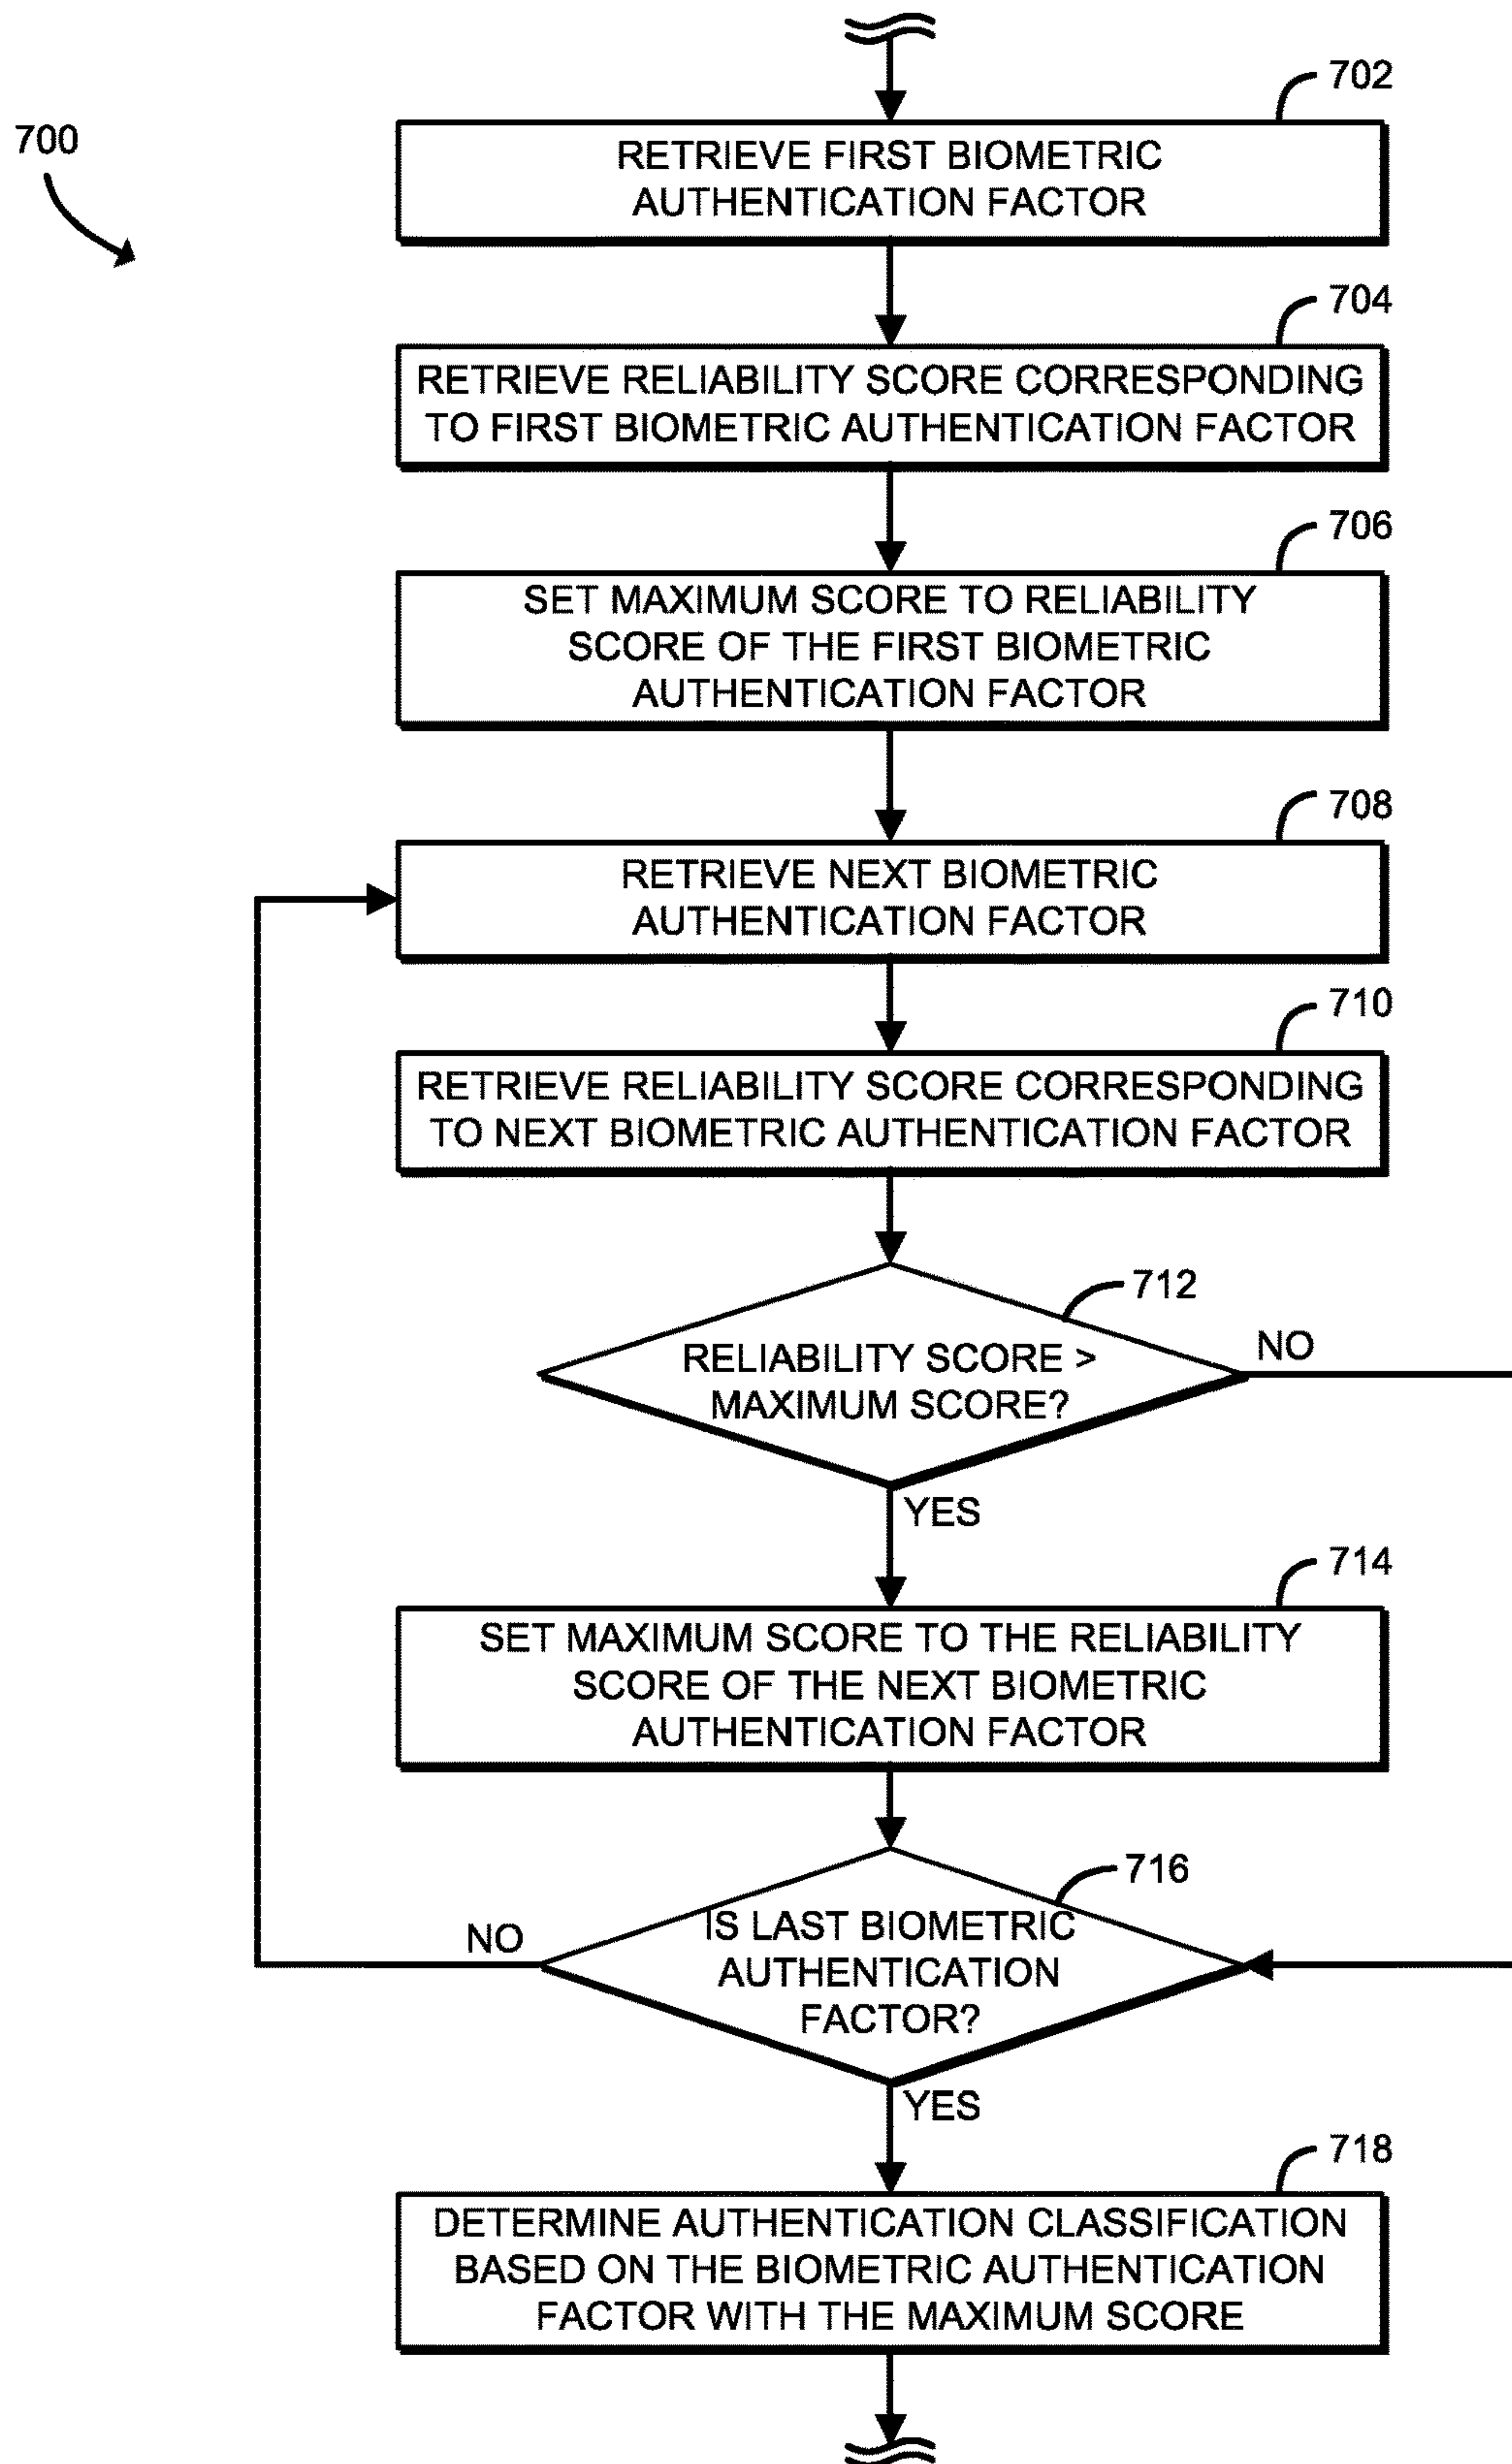 702
700
RETRIEVE FIRST BIOMETRIC
AUTHENTICATION FACTOR
704
RETRIEVE RELIABILITY SCORE CORRESPONDING
TO FIRST BIOMETRIC AUTHENTICATION FACTOR
706
SET MAXIMUM SCORE TO RELIABILITY
SCORE OF THE FIRST BIOMETRIC
AUTHENTICATION FACTOR
708
RETRIEVE NEXT BIOMETRIC
AUTHENTICATION FACTOR
710
RETRIEVE RELIABILITY SCORE CORRESPONDING
TO NEXT BIOMETRIC AUTHENTICATION FACTOR
712
RELIABILITY SCORE >
MAXIMUM SCORE?
NO
YES
714
SET MAXIMUM SCORE TO THE RELIABILITY
SCORE OF THE NEXT BIOMETRIC
AUTHENTICATION FACTOR
716
IS LAST BIOMETRIC
AUTHENTICATION
FACTOR?
NO
YES
718
DETERMINE AUTHENTICATION CLASSIFICATION
BASED ON THE BIOMETRIC AUTHENTICATION
FACTOR WITH THE MAXIMUM SCORE